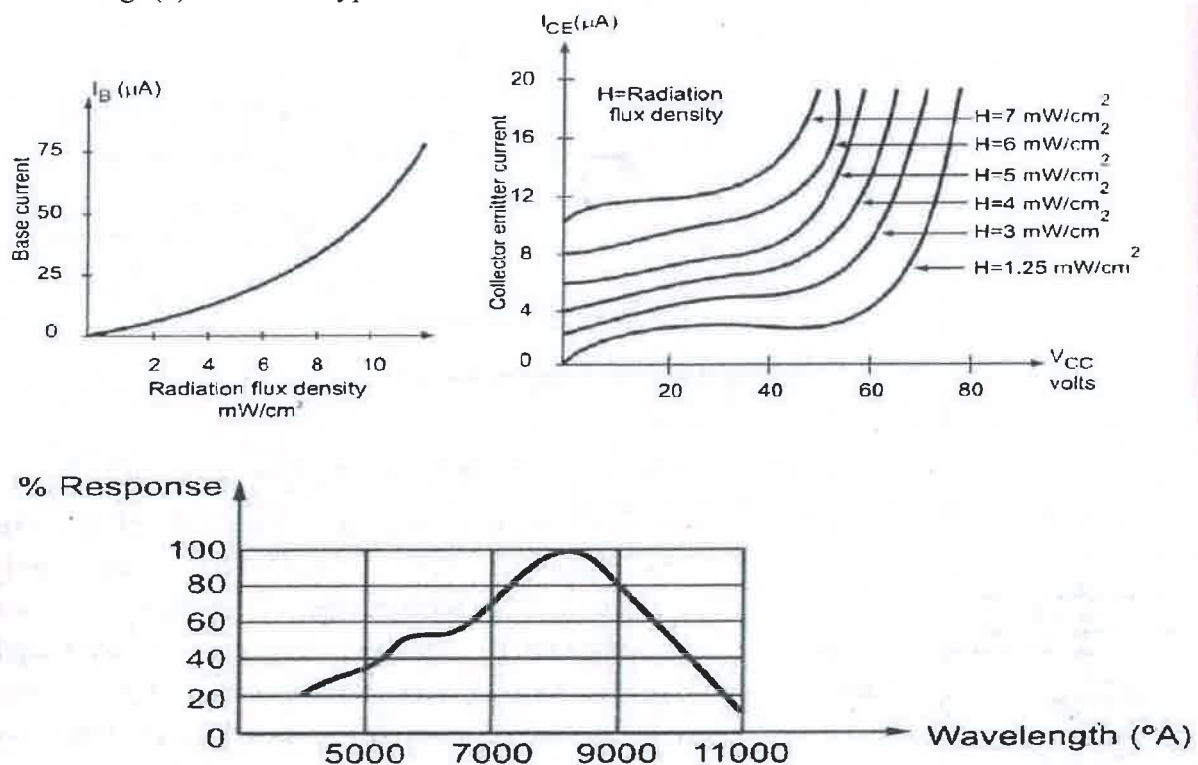 I_B (µA)
Base current
75
50
25
0
2 4 6 8 10
Radiation flux density
mW/cm²
I_CE(µA)
Collector emitter current
20
16
12
8
4
0
H=Radiation
flux density
H=7 mW/cm²
H=6 mW/cm²
H=5 mW/cm²
H=4 mW/cm²
H=3 mW/cm²
H=1.25 mW/cm²
20 40 60 80
V_CC
volts
% Response
100
80
60
40
20
0
5000 7000 9000 11000
Wavelength (ºA)